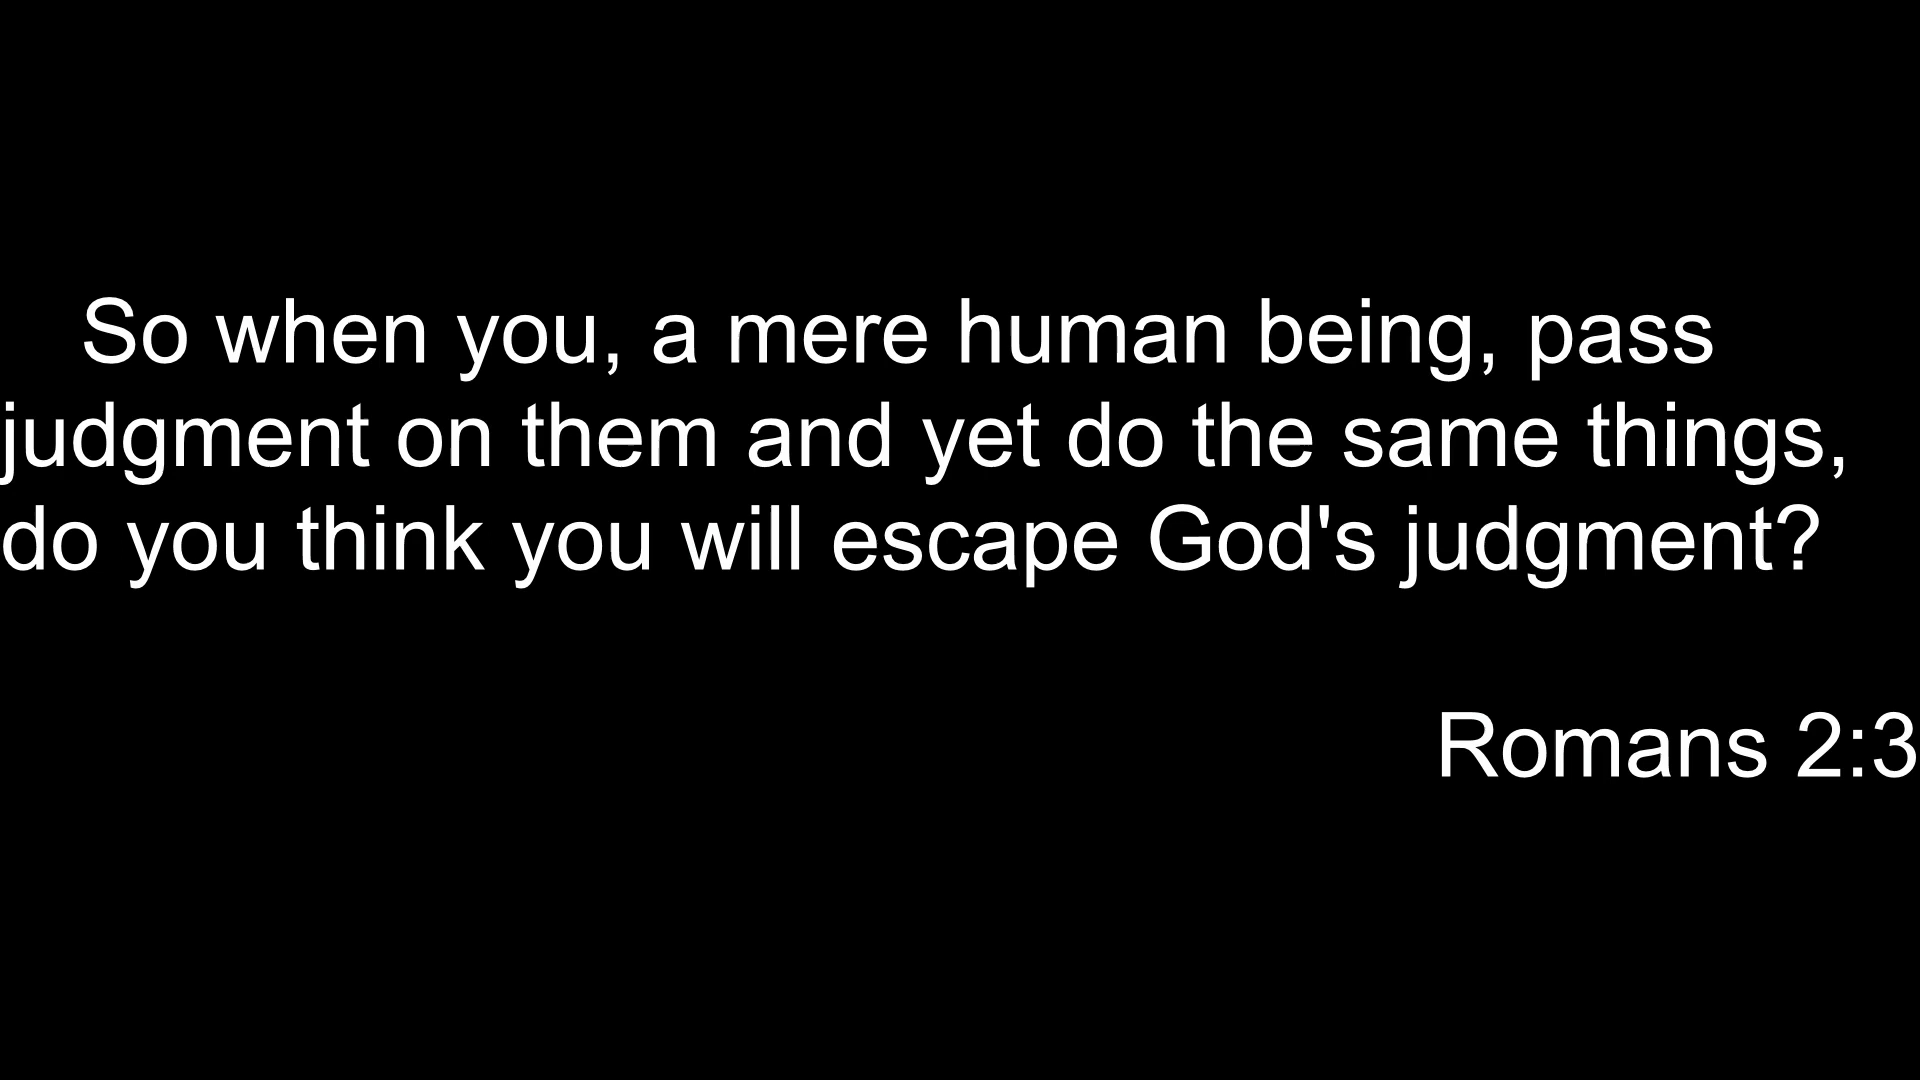 So when you, a mere human being, pass
judgment on them and yet do the same things,
do you think you will escape God's judgment?
Romans 2:3